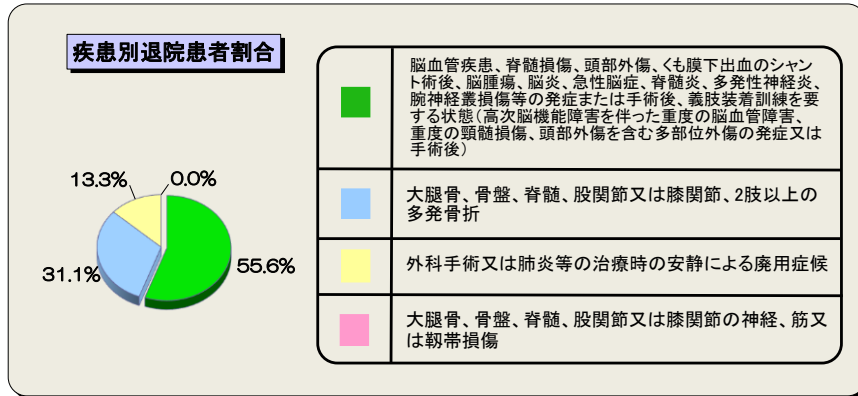 疾患別退院患者割合
13.3%
0.0%
31.1%
55.6%
脳血管疾患、脊髄損傷、頭部外傷、くも膜下出血のシャン
ト術後、脳腫瘍、脳炎、急性脳症、脊髄炎、多発性神経炎、
腕神経叢損傷等の発症または手術後、義肢装着訓練を要
する状態(高次脳機能障害を伴った重度の脳血管障害、
重度の頸髄損傷、頭部外傷を含む多部位外傷の発症又は
手術後)
大腿骨、骨盤、脊髄、股関節又は膝関節、2肢以上の
多発骨折
外科手術又は肺炎等の治療時の安静による廃用症候
大腿骨、骨盤、脊髄、股関節又は膝関節の神経、筋又
は靱帯損傷